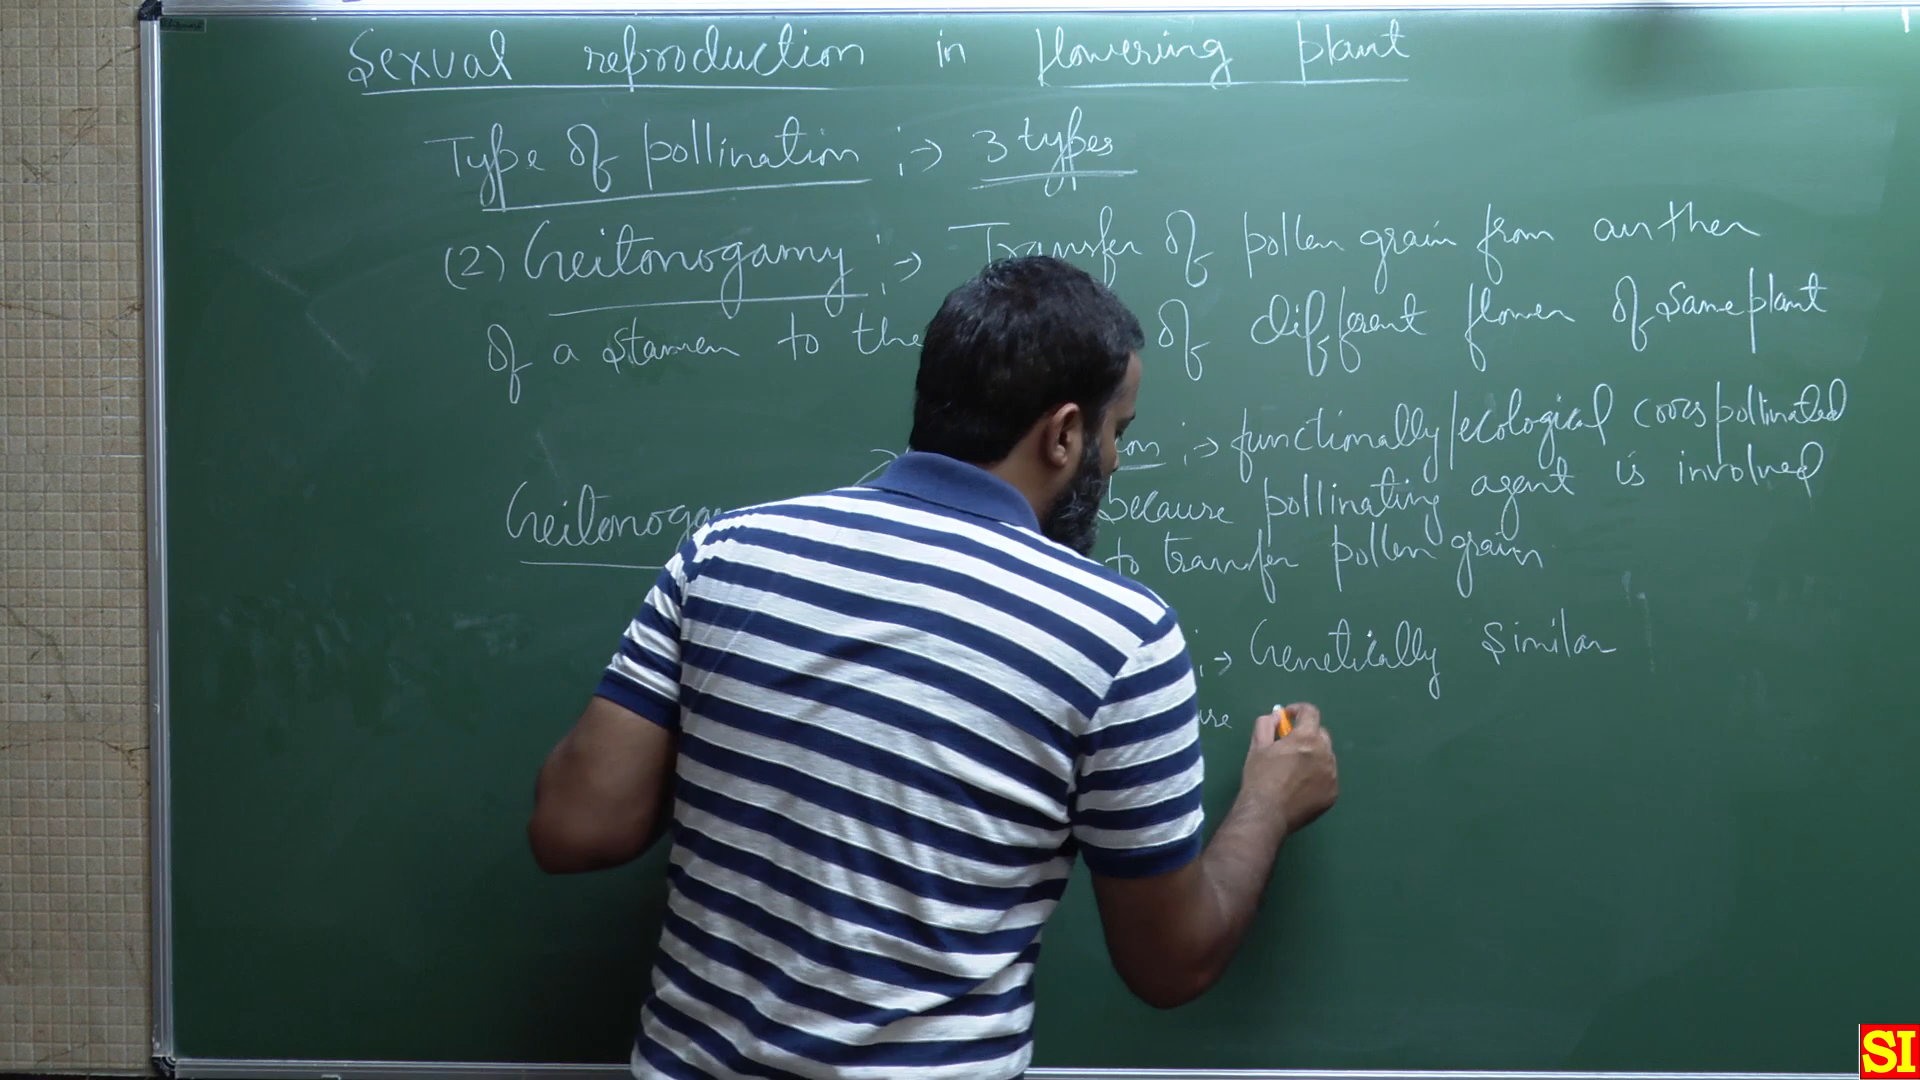 Sexual reproduction in flowering plant
Type of pollination :-> 3 types
(2) Geitonogamy :-> Transfer of pollen grain from anther
of a stamen to the of different flower of same plant
:-> functionally/ecological cross pollinated
Geitonoga because pollinating agent is involved
to transfer pollen grain
:-> Genetically similar
SI